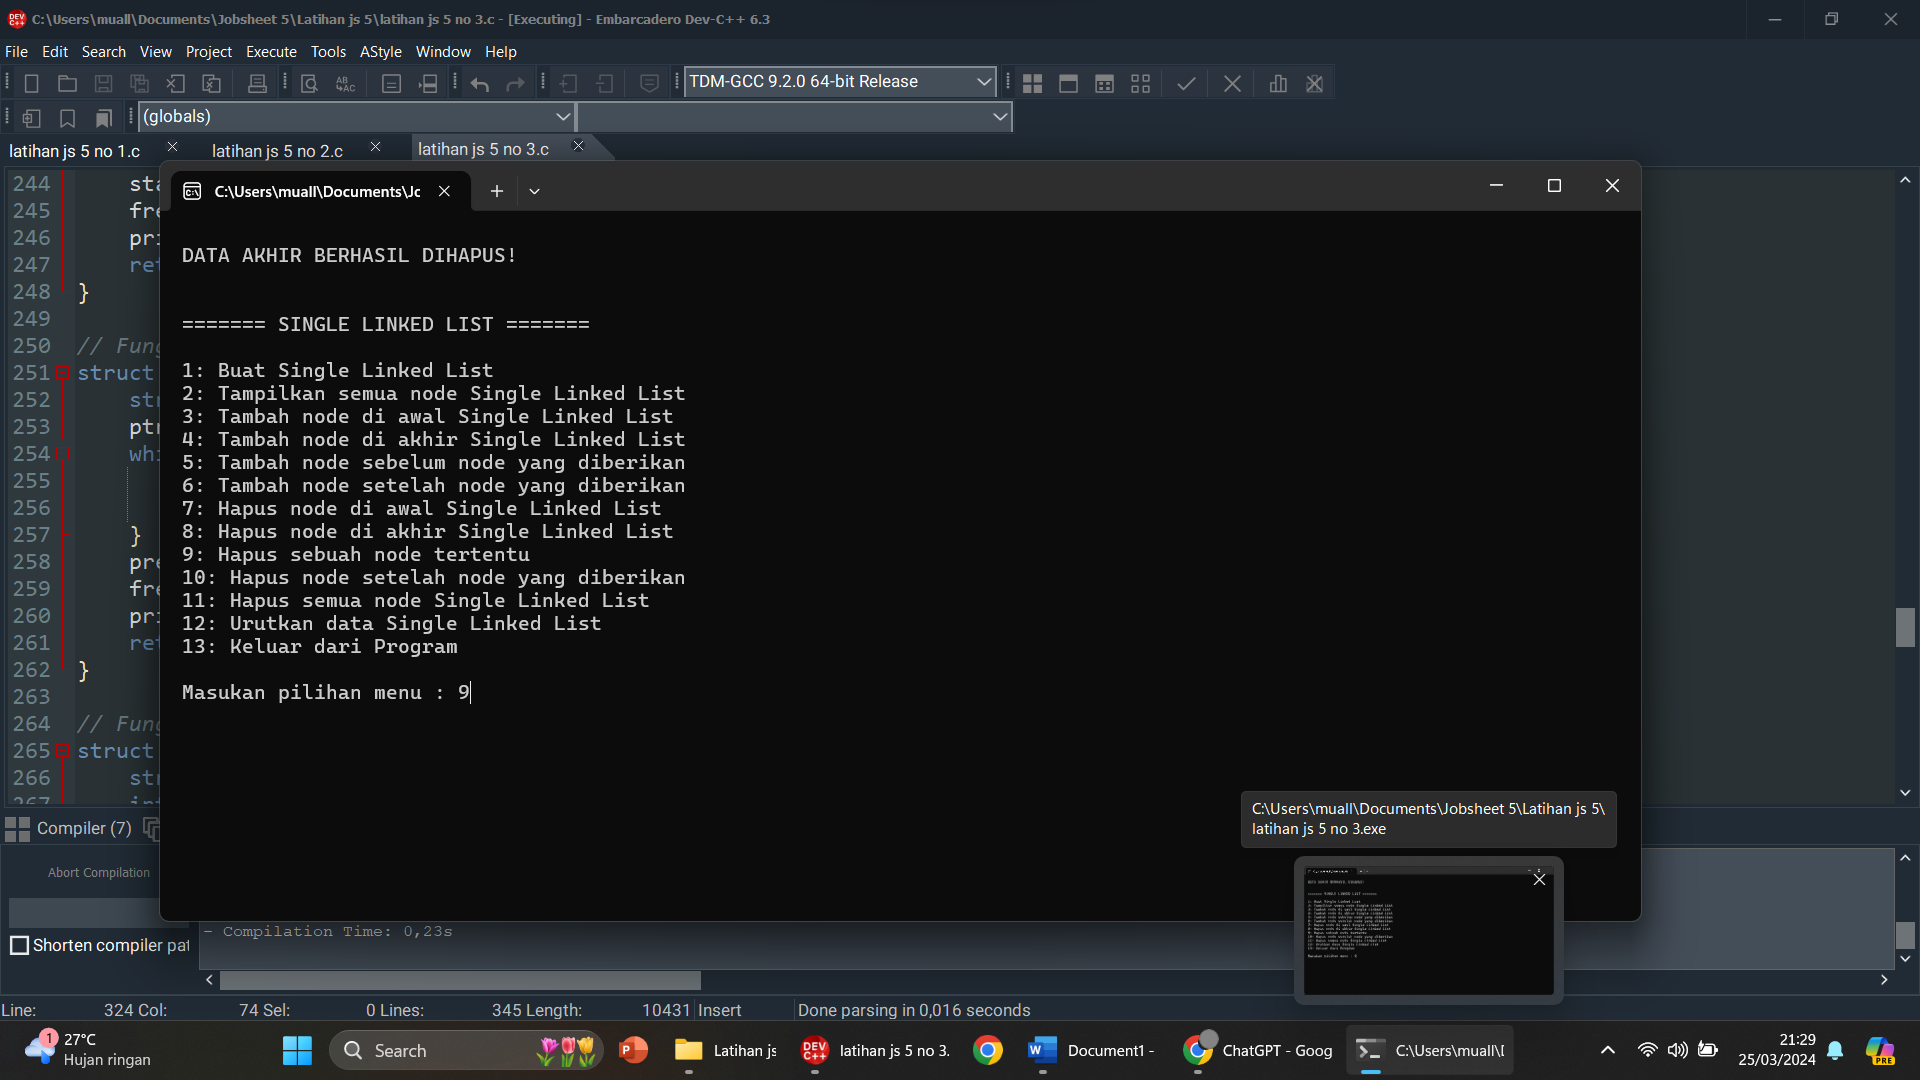 C:\Users\muall\Documents\Jobsheet 5\Latihan js 5\latihan js 5 no 3.c - [Executing] - Embarcadero Dev-C++ 6.3
File Edit Search View Project Execute Tools AStyle Window Help
TDM-GCC 9.2.0 64-bit Release
(globals)
latihan js 5 no 1.c latihan js 5 no 2.c latihan js 5 no 3.c
C:\Users\muall\Documents\Jc
244
245
246
247
248 }
249
250 // Fun
251 struct
252
253
254
255
256
257 }
258
259
260
261
262 }
263
264 // Fun
265 struct
266
267
DATA AKHIR BERHASIL DIHAPUS!
======= SINGLE LINKED LIST =======
1: Buat Single Linked List
2: Tampilkan semua node Single Linked List
3: Tambah node di awal Single Linked List
4: Tambah node di akhir Single Linked List
5: Tambah node sebelum node yang diberikan
6: Tambah node setelah node yang diberikan
7: Hapus node di awal Single Linked List
8: Hapus node di akhir Single Linked List
9: Hapus sebuah node tertentu
10: Hapus node setelah node yang diberikan
11: Hapus semua node Single Linked List
12: Urutkan data Single Linked List
13: Keluar dari Program
Masukan pilihan menu : 9
C:\Users\muall\Documents\Jobsheet 5\Latihan js 5\
latihan js 5 no 3.exe
Compiler (7)
Abort Compilation
Shorten compiler pat
- Compilation Time: 0,23s
Line: 324 Col: 74 Sel: 0 Lines: 345 Length: 10431 Insert Done parsing in 0,016 seconds
1 27°C
Hujan ringan
Search
Latihan js
latihan js 5 no 3.
Document1 -
ChatGPT - Goog
C:\Users\muall\D
21:29
25/03/2024
PRE